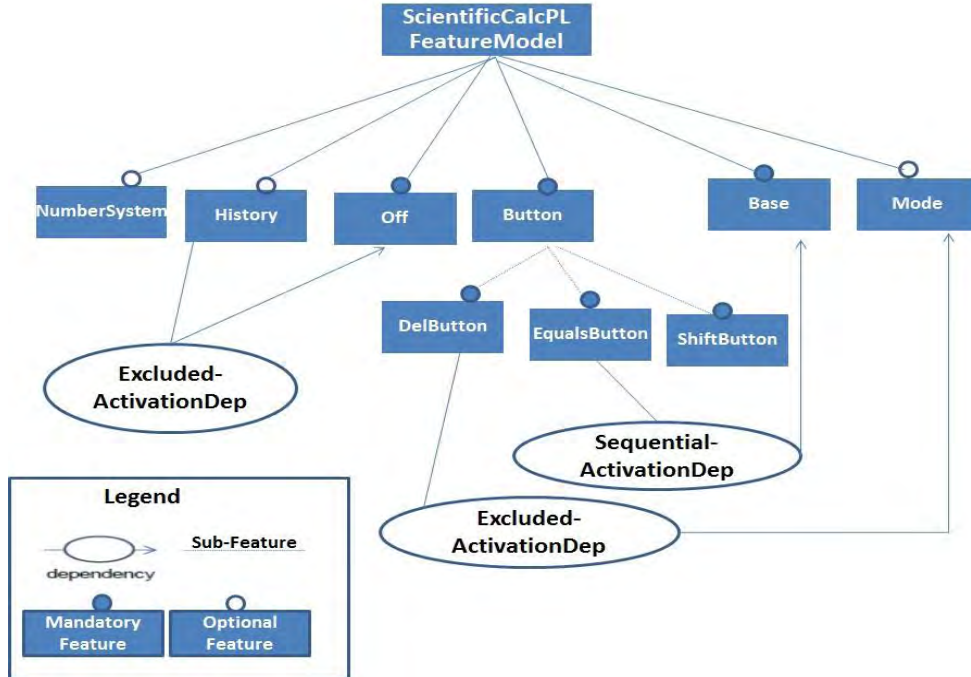 ScientificCalcPL
FeatureModel
NumberSystem
History
Off
Button
Base
Mode
DelButton
EqualsButton
ShiftButton
Excluded-
ActivationDep
Sequential-
ActivationDep
Excluded-
ActivationDep
Legend
dependency
Sub-Feature
Mandatory
Feature
Optional
Feature